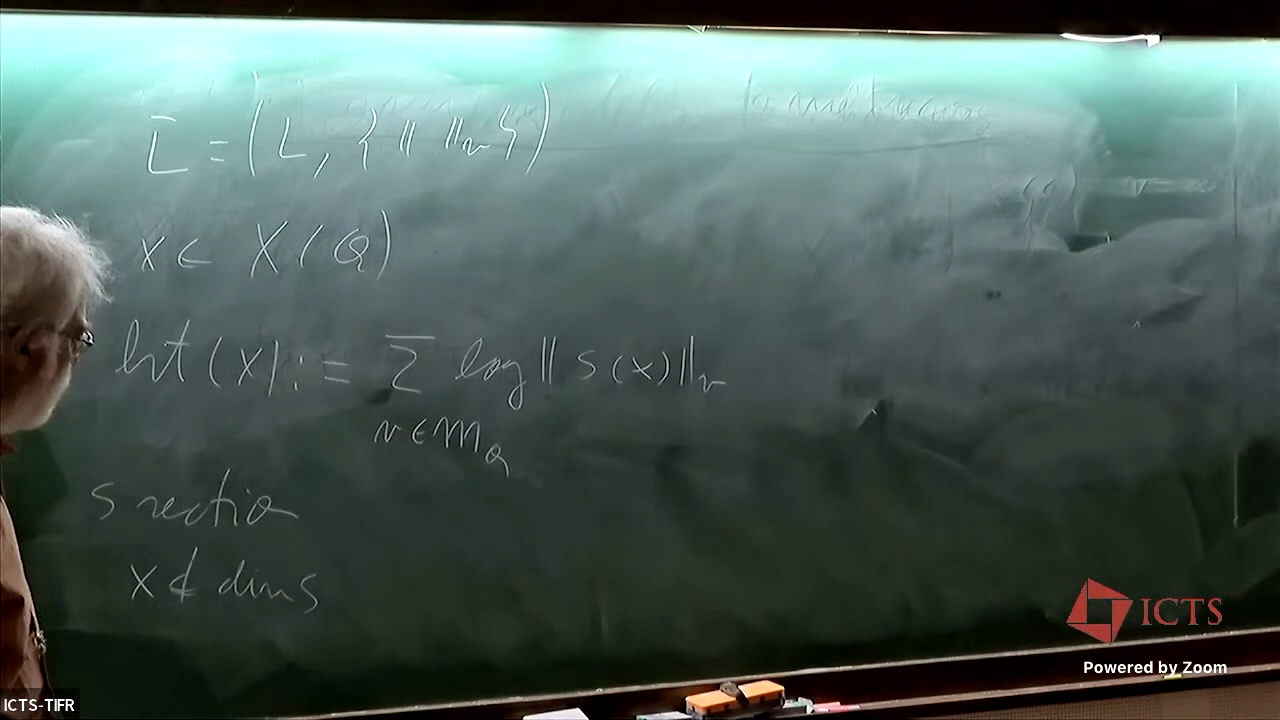 L̄ = (L, {‖ ‖_v})
x ∈ X(Q)
ht(x) := Σ log‖s(x)‖_v
v ∈ M_Q
s section
x ∉ div s
ICTS
Powered by Zoom
ICTS-TIFR